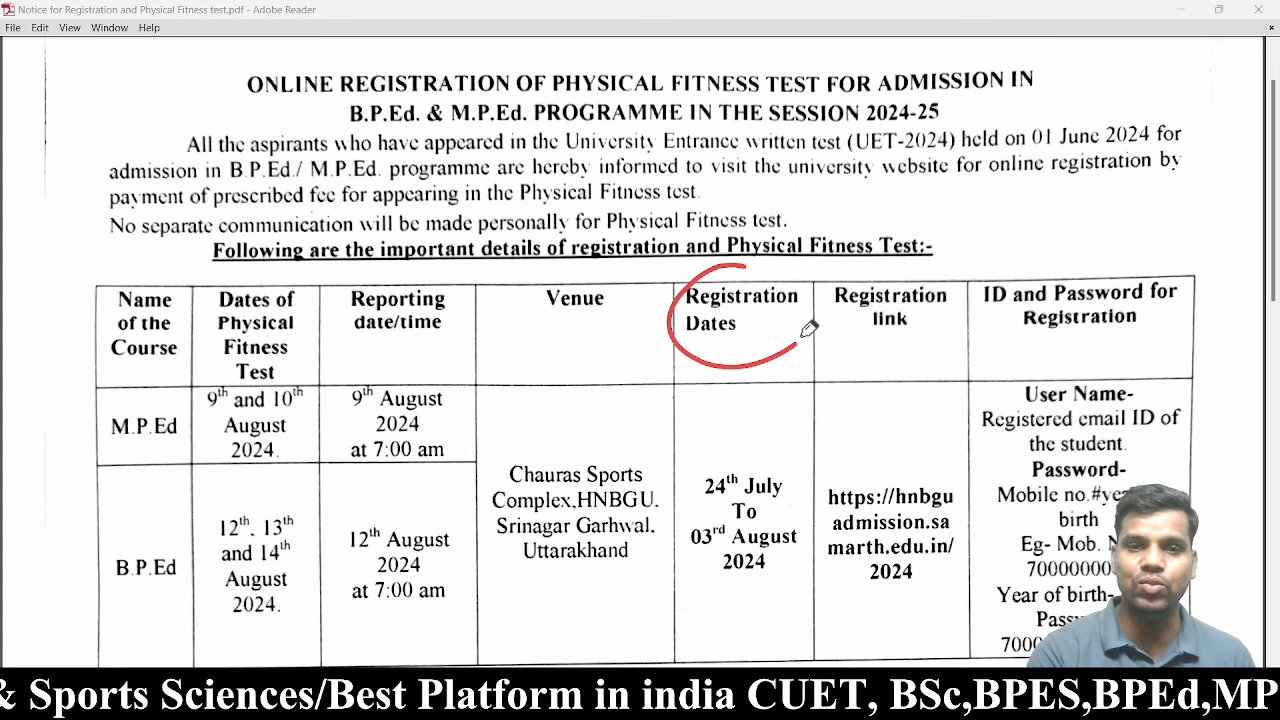 Notice for Registration and Physical Fitness test.pdf - Adobe Reader
File Edit View Window Help
ONLINE REGISTRATION OF PHYSICAL FITNESS TEST FOR ADMISSION IN
B.P.Ed. & M.P.Ed. PROGRAMME IN THE SESSION 2024-25
All the aspirants who have appeared in the University Entrance written test (UET-2024) held on 01 June 2024 for
admission in B.P.Ed./ M.P.Ed. programme are hereby informed to visit the university website for online registration by
payment of prescribed fee for appearing in the Physical Fitness test.
No separate communication will be made personally for Physical Fitness test.
Following are the important details of registration and Physical Fitness Test:-
Name
of the
Course
Dates of
Physical
Fitness
Test
Reporting
date/time
Venue
Registration
Dates
Registration
link
ID and Password for
Registration
M.P.Ed
9th and 10th
August
2024.
9th August
2024
at 7:00 am
B.P.Ed
12th, 13th
and 14th
August
2024.
12th August
2024
at 7:00 am
Chauras Sports
Complex,HNBGU,
Srinagar Garhwal,
Uttarakhand
24th July
To
03rd August
2024
https://hnbgu
admission.sa
marth.edu.in/
2024
User Name-
Registered email ID of
the student.
Password-
Mobile no.#
birth
Eg- Mob.
70000000
Year of birth-
& Sports Sciences/Best Platform in india CUET, BSc,BPES,BPEd,MP